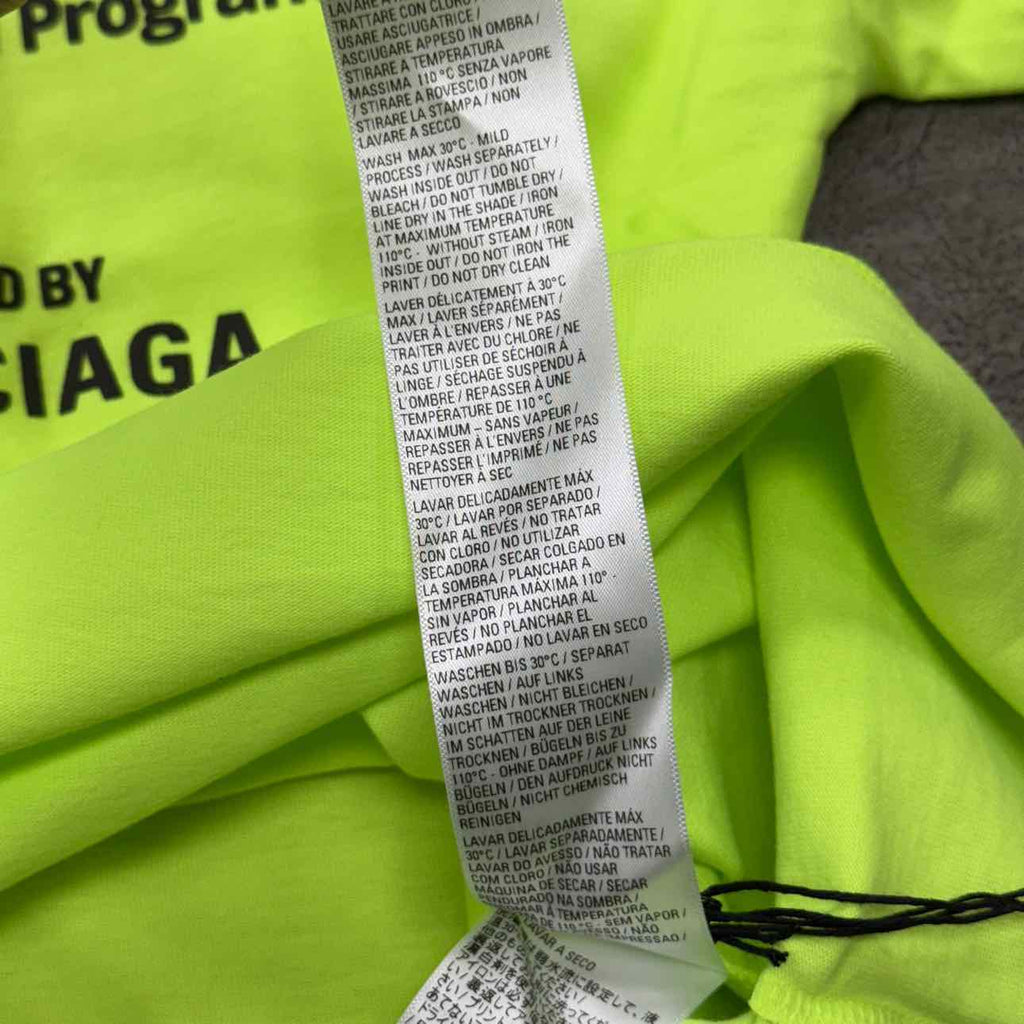 Program
D BY
CIAGA
TRATTARE CON CLORO /
USARE ASCIUGATRICE /
ASCIUGARE APPESO IN OMBRA /
STIRARE A TEMPERATURA
MASSIMA 110°C SENZA VAPORE
/ STIRARE A ROVESCIO / NON
STIRARE LA STAMPA / NON
LAVARE A SECCO
WASH MAX 30°C - MILD
PROCESS / WASH SEPARATELY /
WASH INSIDE OUT / DO NOT
BLEACH / DO NOT TUMBLE DRY /
LINE DRY IN THE SHADE / IRON
AT MAXIMUM TEMPERATURE
110°C - WITHOUT STEAM / IRON
INSIDE OUT / DO NOT IRON THE
PRINT / DO NOT DRY CLEAN
LAVER DÉLICATEMENT À 30°C
MAX / LAVER SÉPARÉMENT /
LAVER À L'ENVERS / NE PAS
TRAITER AVEC DU CHLORE / NE
PAS UTILISER DE SÉCHOIR À
LINGE / SÉCHAGE SUSPENDU À
L'OMBRE / REPASSER À UNE
TEMPÉRATURE DE 110 °C
MAXIMUM – SANS VAPEUR /
REPASSER À L'ENVERS / NE PAS
REPASSER L'IMPRIMÉ / NE PAS
NETTOYER À SEC
LAVAR DELICADAMENTE MÁX
30°C / LAVAR POR SEPARADO /
LAVAR AL REVÉS / NO TRATAR
CON CLORO / NO UTILIZAR
SECADORA / SECAR COLGADO EN
LA SOMBRA / PLANCHAR A
TEMPERATURA MÁXIMA 110° -
SIN VAPOR / PLANCHAR AL
REVÉS / NO PLANCHAR EL
ESTAMPADO / NO LAVAR EN SECO
WASCHEN BIS 30°C / SEPARAT
WASCHEN / AUF LINKS
WASCHEN / NICHT BLEICHEN /
NICHT IM TROCKNER TROCKNEN /
IM SCHATTEN AUF DER LEINE
TROCKNEN / BÜGELN BIS ZU
110°C - OHNE DAMPF / AUF LINKS
BÜGELN / DEN AUFDRUCK NICHT
BÜGELN / NICHT CHEMISCH
REINIGEN
LAVAR DELICADAMENTE MÁX
30°C / LAVAR SEPARADAMENTE /
LAVAR DO AVESSO / NÃO TRATAR
COM CLORO / NÃO USAR
MÁQUINA DE SECAR / SECAR
NA SOMBRA /
A TEMPERATURA
DE 110 °C - SEM VAPOR /
/ NÃO
LAVAR A SECO